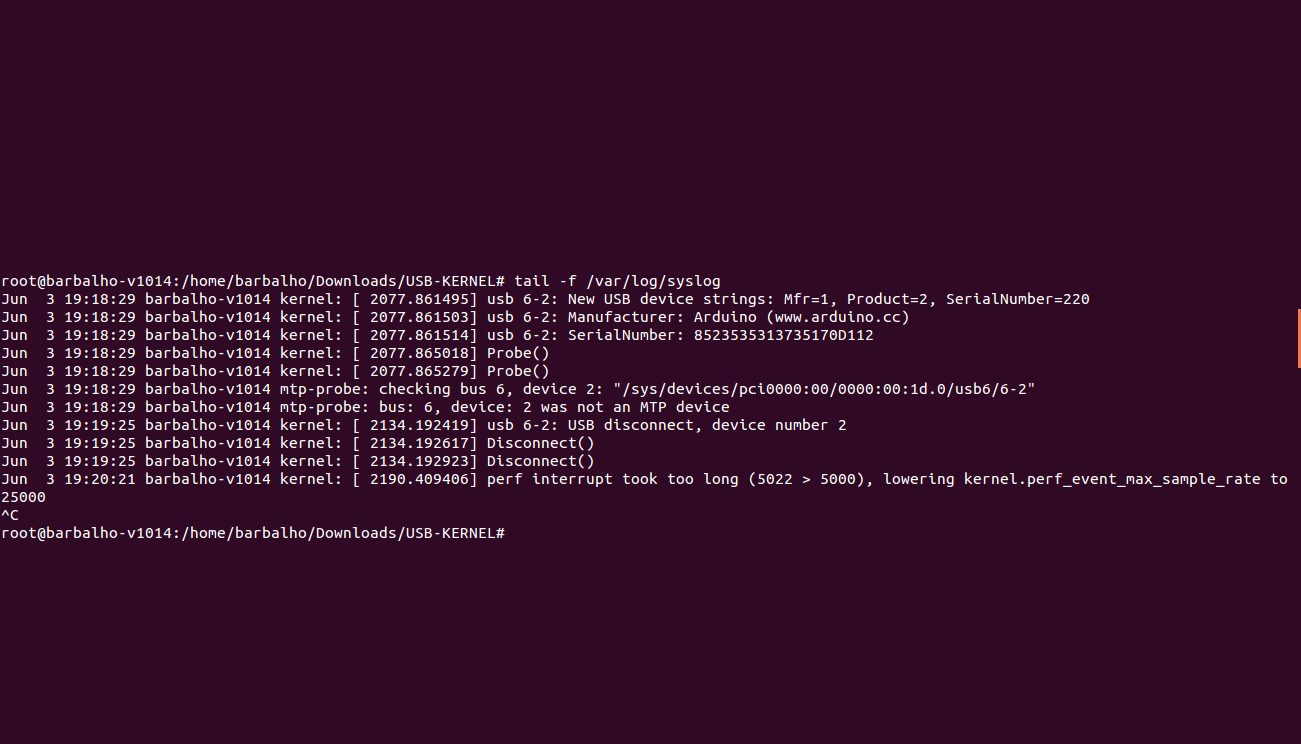 root@barbalho-v1014:/home/barbalho/Downloads/USB-KERNEL# tail -f /var/log/syslog
Jun  3 19:18:29 barbalho-v1014 kernel: [ 2077.861495] usb 6-2: New USB device strings: Mfr=1, Product=2, SerialNumber=220
Jun  3 19:18:29 barbalho-v1014 kernel: [ 2077.861503] usb 6-2: Manufacturer: Arduino (www.arduino.cc)
Jun  3 19:18:29 barbalho-v1014 kernel: [ 2077.861514] usb 6-2: SerialNumber: 8523535313735170D112
Jun  3 19:18:29 barbalho-v1014 kernel: [ 2077.865018] Probe()
Jun  3 19:18:29 barbalho-v1014 kernel: [ 2077.865279] Probe()
Jun  3 19:18:29 barbalho-v1014 mtp-probe: checking bus 6, device 2: "/sys/devices/pci0000:00/0000:00:1d.0/usb6/6-2"
Jun  3 19:18:29 barbalho-v1014 mtp-probe: bus: 6, device: 2 was not an MTP device
Jun  3 19:19:25 barbalho-v1014 kernel: [ 2134.192419] usb 6-2: USB disconnect, device number 2
Jun  3 19:19:25 barbalho-v1014 kernel: [ 2134.192617] Disconnect()
Jun  3 19:19:25 barbalho-v1014 kernel: [ 2134.192923] Disconnect()
Jun  3 19:20:21 barbalho-v1014 kernel: [ 2190.409406] perf interrupt took too long (5022 > 5000), lowering kernel.perf_event_max_sample_rate to
25000
^C
root@barbalho-v1014:/home/barbalho/Downloads/USB-KERNEL#